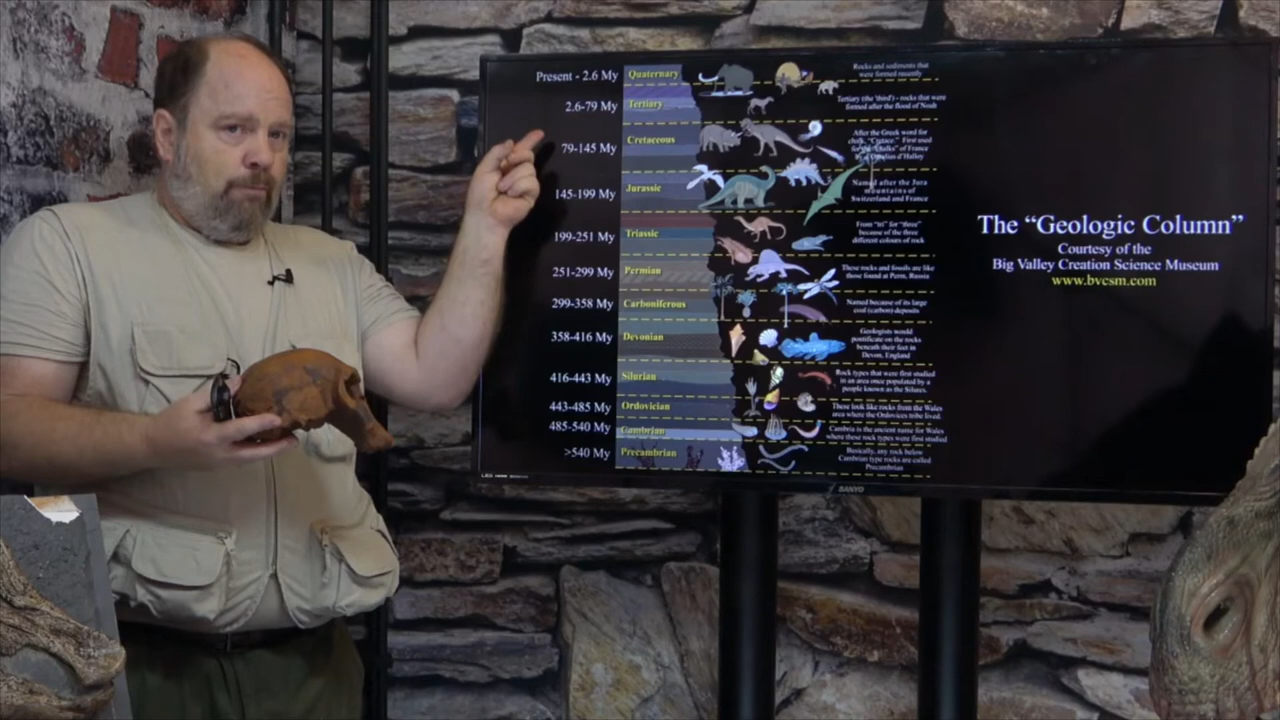 Present - 2.6 My
Quaternary
Rocks and sediments that
were formed recently
2.6-79 My
Tertiary
Tertiary (the 'third') - rocks that were
formed after the flood of Noah
79-145 My
Cretaceous
After the Greek word for
chalk, "Cretace." First used
for the "chalks" of France
by d'Halloy
145-199 My
Jurassic
Named after the Jura
mountains of
Switzerland and France
199-251 My
Triassic
From "tri" for "three"
because of the three
different colours of rock
251-299 My
Permian
These rocks and fossils are like
those found at Perm, Russia
299-358 My
Carboniferous
Named because of its large
coal (carbon) deposits
358-416 My
Devonian
Geologists would
pontificate on the rocks
beneath their feet in
Devon, England
416-443 My
Silurian
Rock types that were first studied
in an area once populated by a
people known as the Silures.
443-485 My
Ordovician
These look like rocks from the Wales
area where the Ordovices tribe lived.
485-540 My
Cambrian
Cambria is the ancient name for Wales
where these rock types were first studied
>540 My
Precambrian
Basically, any rock below
Cambrian type rocks are called
Precambrian
The "Geologic Column"
Courtesy of the
Big Valley Creation Science Museum
www.bvcsm.com
SANYO